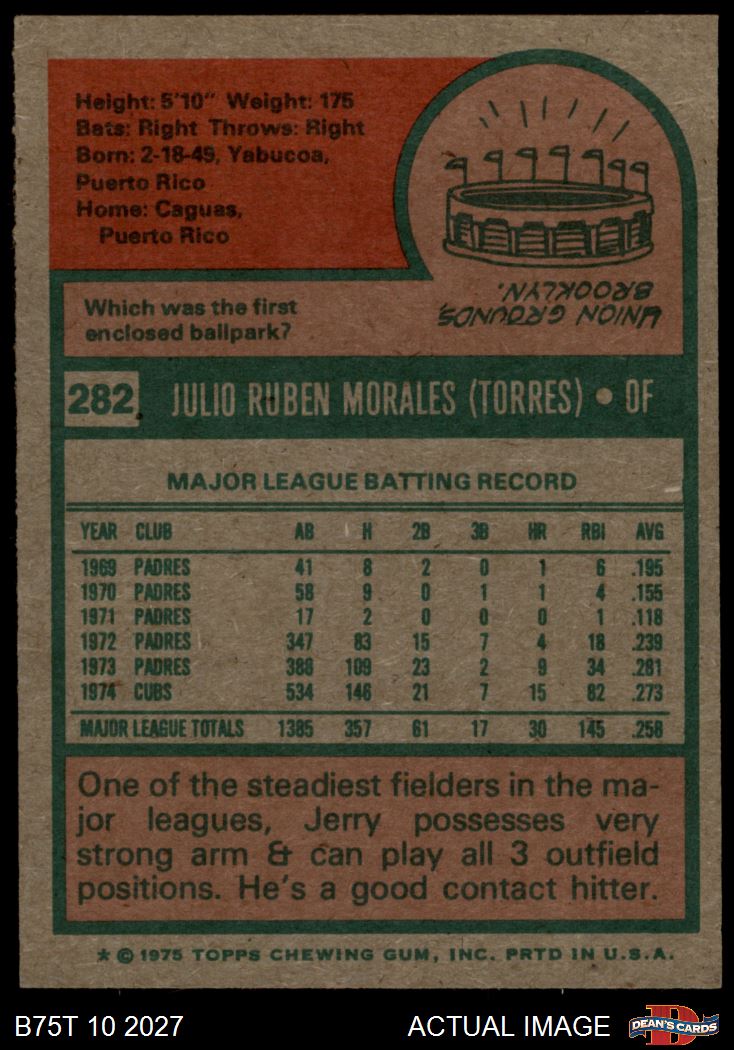 Height: 5'10" Weight: 175
Bats: Right Throws: Right
Born: 2-18-49, Yabucoa,
Puerto Rico
Home: Caguas,
Puerto Rico
Which was the first
enclosed ballpark?
UNION GROUNDS,
BROOKLYN.
282 JULIO RUBEN MORALES (TORRES) • OF
MAJOR LEAGUE BATTING RECORD
YEAR CLUB AB H 2B 3B HR RBI AVG
1969 PADRES 41 8 2 0 1 6 .195
1970 PADRES 58 9 0 1 1 4 .155
1971 PADRES 17 2 0 0 0 1 .118
1972 PADRES 347 83 15 7 4 18 .239
1973 PADRES 388 109 23 2 9 34 .281
1974 CUBS 534 146 21 7 15 82 .273
MAJOR LEAGUE TOTALS 1385 357 61 17 30 145 .258
One of the steadiest fielders in the ma-
jor leagues, Jerry possesses very
strong arm & can play all 3 outfield
positions. He's a good contact hitter.
* © 1975 TOPPS CHEWING GUM, INC. PRTD IN U.S.A.
B75T 10 2027 ACTUAL IMAGE D DEAN'S CARDS